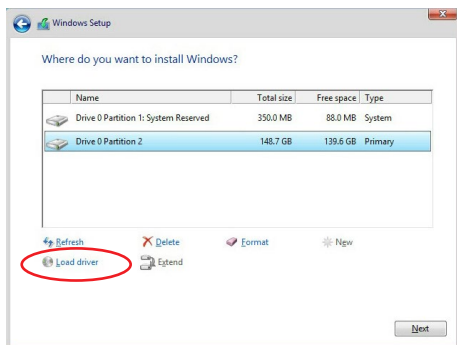 Windows Setup
Where do you want to install Windows?
Name Total size Free space Type
Drive 0 Partition 1: System Reserved 350.0 MB 88.0 MB System
Drive 0 Partition 2 148.7 GB 139.6 GB Primary
Refresh Delete Format New
Load driver Extend
Next